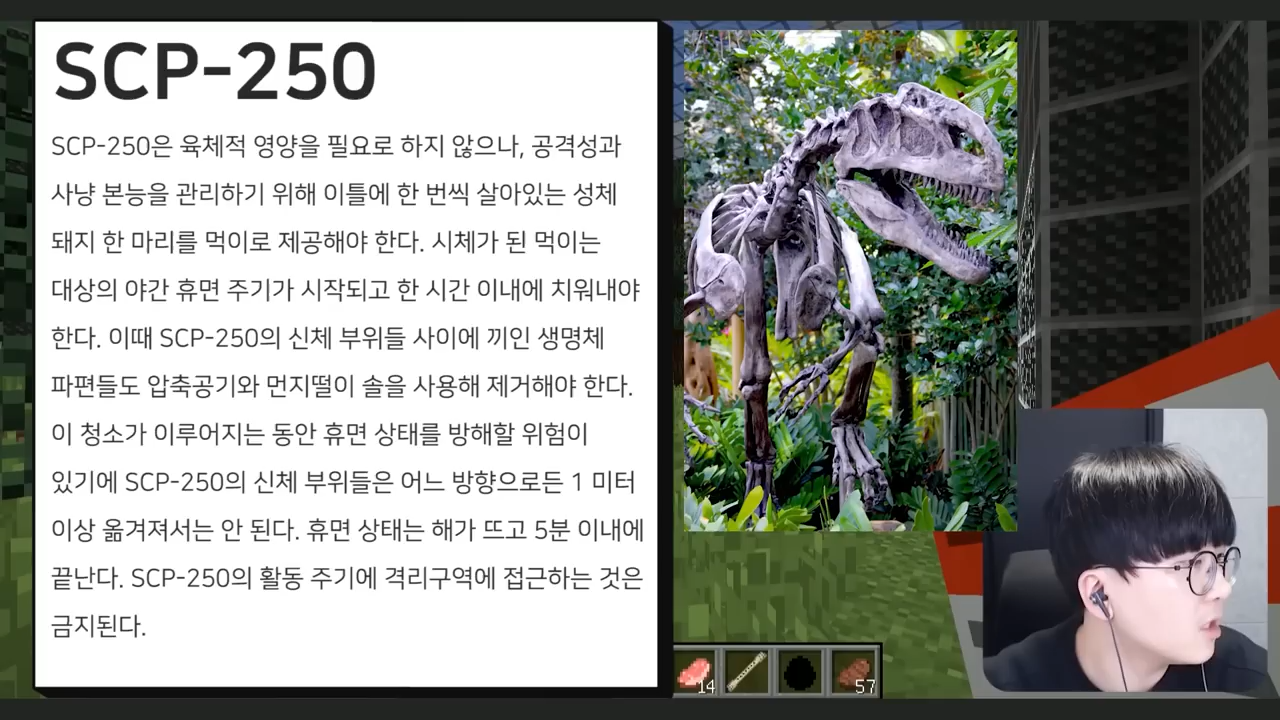 SCP-250
SCP-250은 육체적 영양을 필요로 하지 않으나, 공격성과
사냥 본능을 관리하기 위해 이틀에 한 번씩 살아있는 성체
돼지 한 마리를 먹이로 제공해야 한다. 시체가 된 먹이는
대상의 야간 휴면 주기가 시작되고 한 시간 이내에 치워내야
한다. 이때 SCP-250의 신체 부위들 사이에 끼인 생명체
파편들도 압축공기와 먼지떨이 솔을 사용해 제거해야 한다.
이 청소가 이루어지는 동안 휴면 상태를 방해할 위험이
있기에 SCP-250의 신체 부위들은 어느 방향으로든 1 미터
이상 옮겨져서는 안 된다. 휴면 상태는 해가 뜨고 5분 이내에
끝난다. SCP-250의 활동 주기에 격리구역에 접근하는 것은
금지된다.
14
57